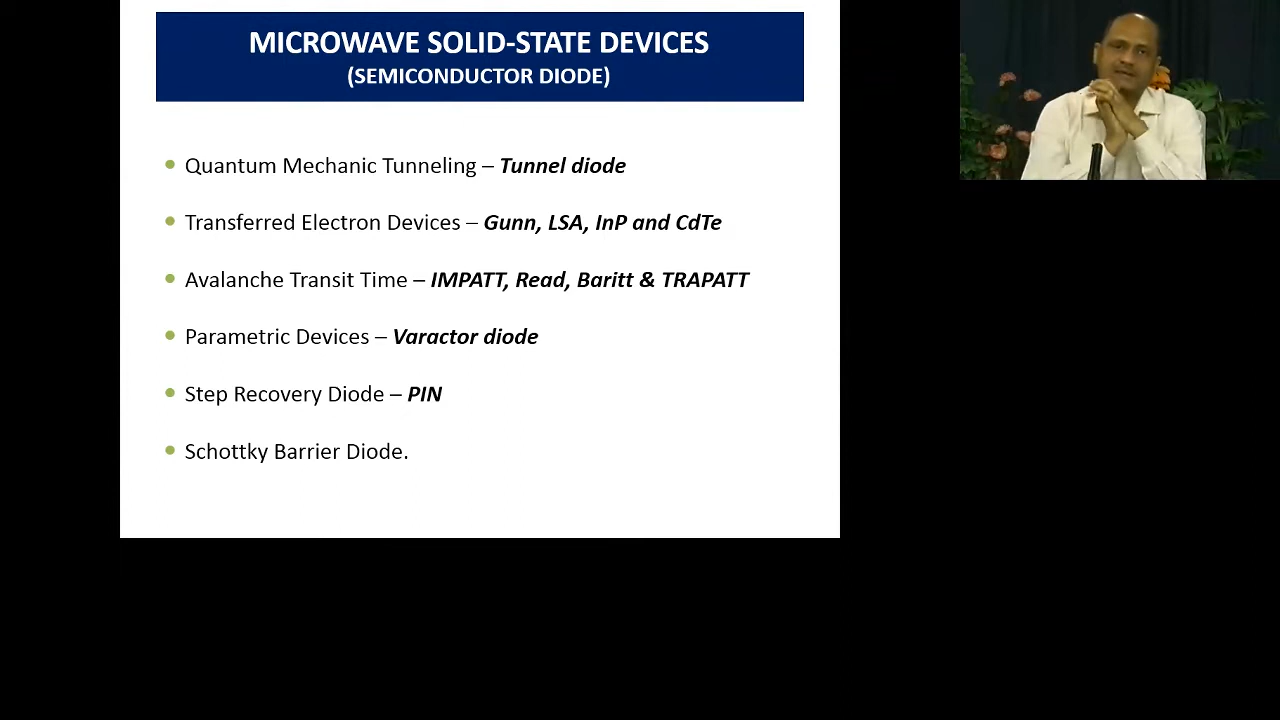 MICROWAVE SOLID-STATE DEVICES
(SEMICONDUCTOR DIODE)
Quantum Mechanic Tunneling – Tunnel diode
Transferred Electron Devices – Gunn, LSA, InP and CdTe
Avalanche Transit Time – IMPATT, Read, Baritt & TRAPATT
Parametric Devices – Varactor diode
Step Recovery Diode – PIN
Schottky Barrier Diode.